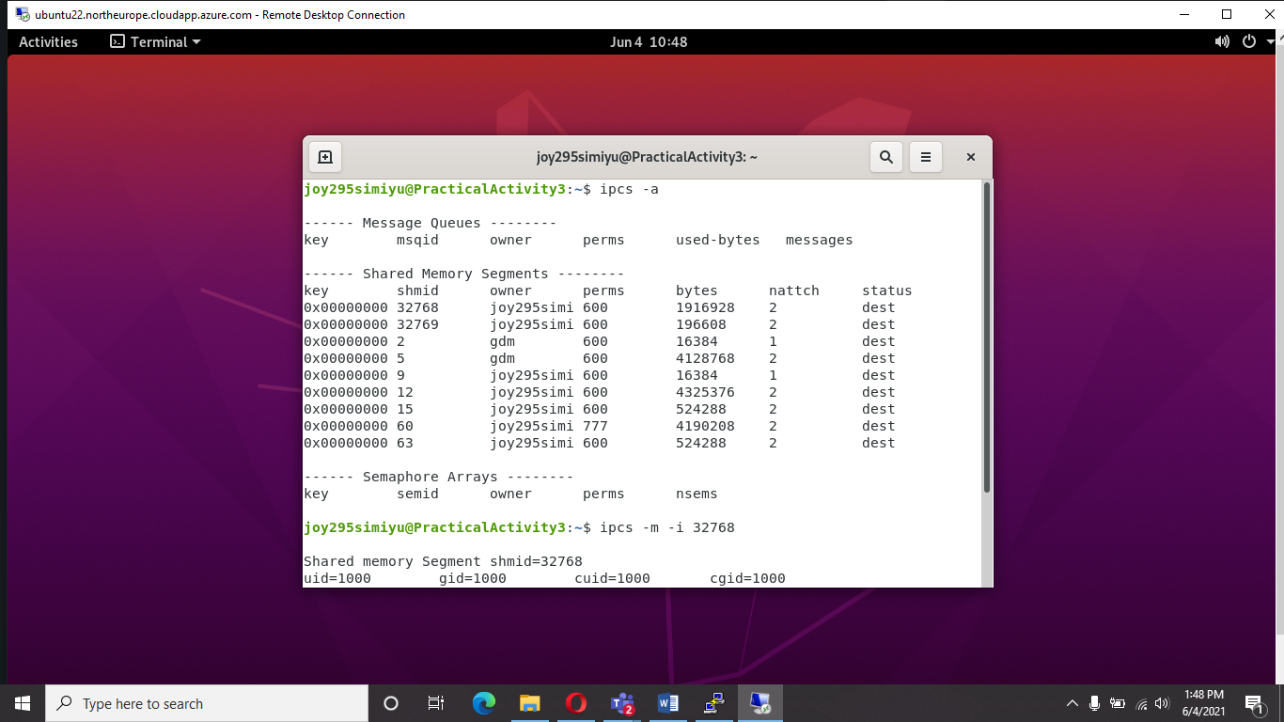 ubuntu22.northeurope.cloudapp.azure.com - Remote Desktop Connection
Activities Terminal Jun 4 10:48
joy295simiyu@PracticalActivity3: ~
joy295simiyu@PracticalActivity3:~$ ipcs -a
------ Message Queues --------
key msqid owner perms used-bytes messages
------ Shared Memory Segments --------
key shmid owner perms bytes nattch status
0x00000000 32768 joy295simi 600 1916928 2 dest
0x00000000 32769 joy295simi 600 196608 2 dest
0x00000000 2 gdm 600 16384 1 dest
0x00000000 5 gdm 600 4128768 2 dest
0x00000000 9 joy295simi 600 16384 1 dest
0x00000000 12 joy295simi 600 4325376 2 dest
0x00000000 15 joy295simi 600 524288 2 dest
0x00000000 60 joy295simi 777 4190208 2 dest
0x00000000 63 joy295simi 600 524288 2 dest
------ Semaphore Arrays --------
key semid owner perms nsems
joy295simiyu@PracticalActivity3:~$ ipcs -m -i 32768
Shared memory Segment shmid=32768
uid=1000 gid=1000 cuid=1000 cgid=1000
Type here to search 2 1:48 PM
6/4/2021 1